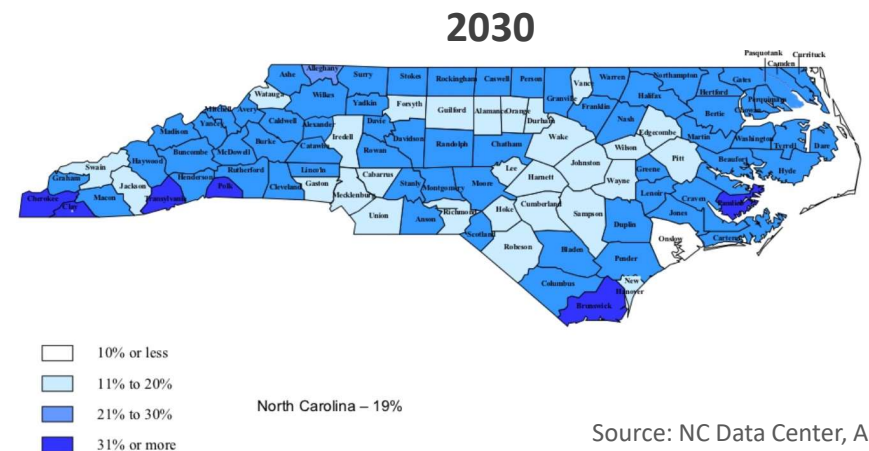 2030
Pasquotank Currituck
Camden
Ashe Alleghany Surry Stokes Rockingham Caswell Person Vance Warren Northampton Gates
Hertford
Watauga Wilkes Yadkin Forsyth Guilford Alamance Orange Durham Granville Franklin Halifax Bertie Chowan Perquimans
Mitchell Avery Caldwell Alexander Iredell Davie Davidson Randolph Chatham Wake Nash Edgecombe Martin Washington Tyrrell Dare
Madison Yancey Burke Catawba Rowan Wilson Pitt Beaufort Hyde
Swain Haywood Buncombe McDowell Rutherford Lincoln Cabarrus Stanly Montgomery Moore Lee Harnett Johnston Wayne Greene
Graham Jackson Henderson Polk Cleveland Gaston Mecklenburg Lenoir Craven Pamlico
Cherokee Clay Macon Transylvania Union Anson Richmond Hoke Cumberland Sampson Duplin Jones Carteret
Scotland Robeson Bladen Pender Onslow
Columbus New
Hanover
Brunswick
10% or less
11% to 20%
21% to 30%
31% or more
North Carolina – 19%
Source: NC Data Center, A